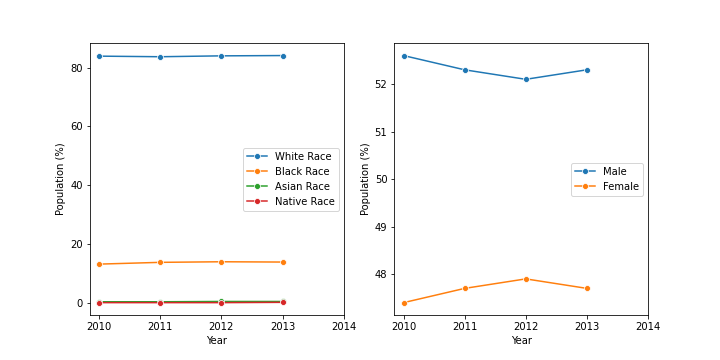 80
60
40
20
0
Population (%)
2010 2011 2012 2013 2014
Year
White Race
Black Race
Asian Race
Native Race
52
51
50
49
48
Population (%)
2010 2011 2012 2013 2014
Year
Male
Female